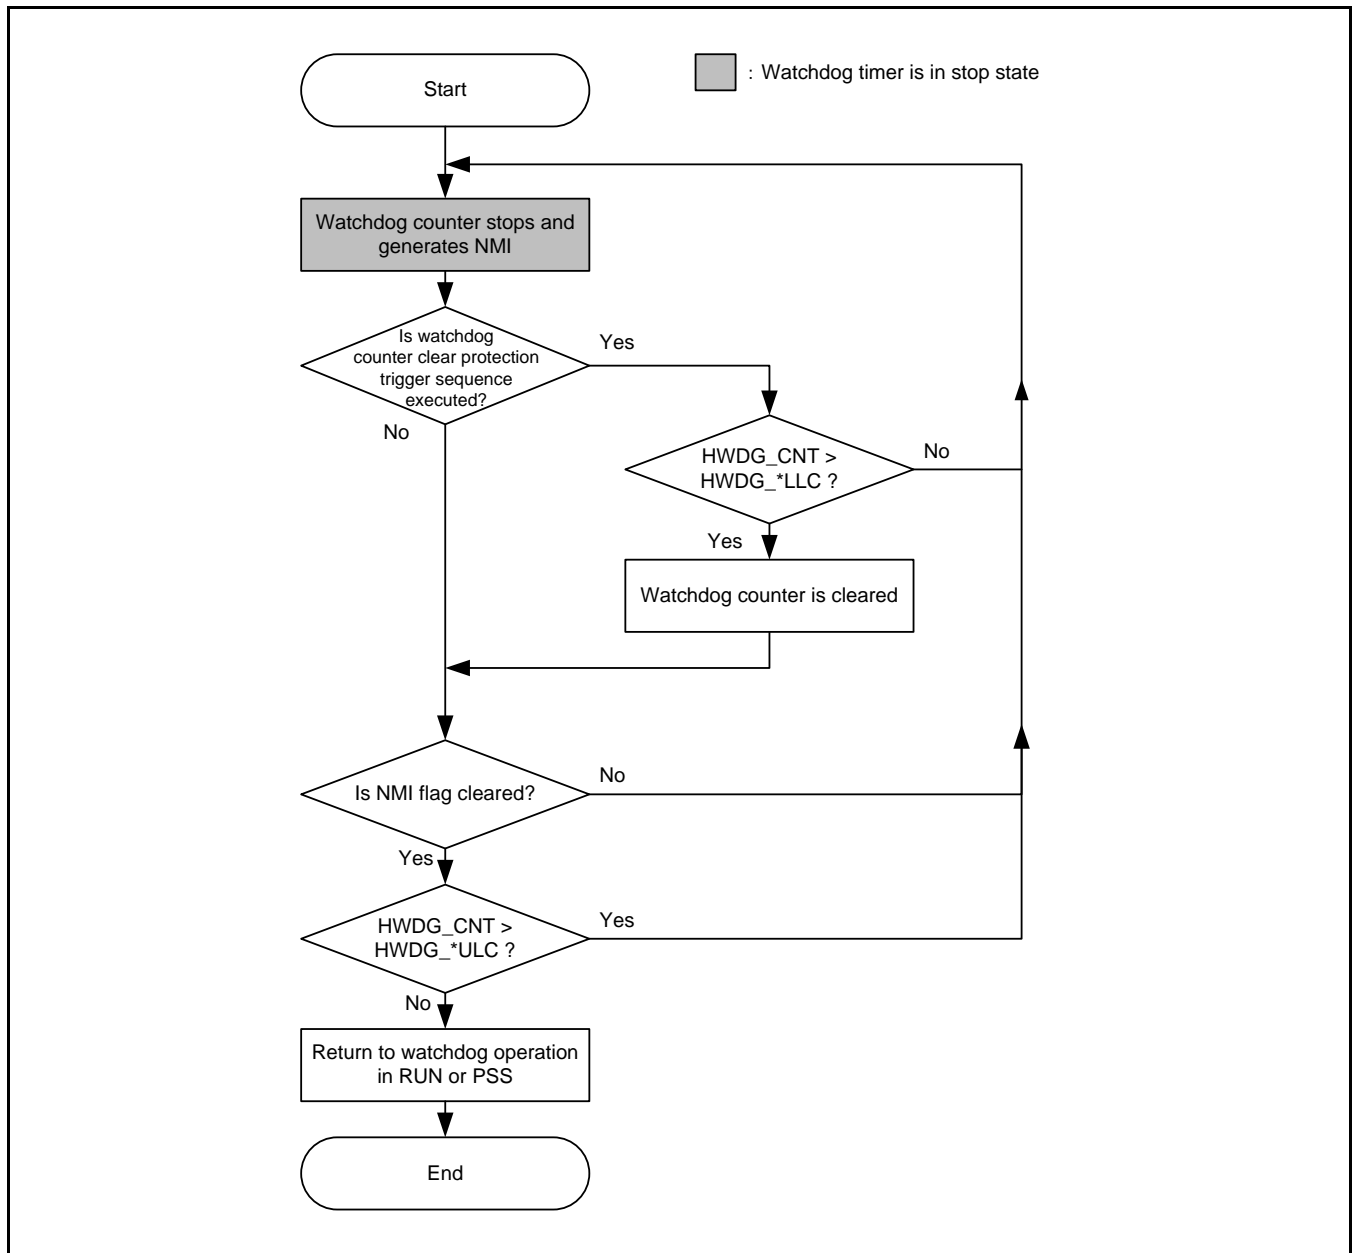 Start
: Watchdog timer is in stop state
Watchdog counter stops and
generates NMI
Is watchdog
counter clear protection
trigger sequence
executed?
Yes
No
HWDG_CNT >
HWDG_*LLC ?
No
Yes
Watchdog counter is cleared
Is NMI flag cleared?
No
Yes
HWDG_CNT >
HWDG_*ULC ?
Yes
No
Return to watchdog operation
in RUN or PSS
End